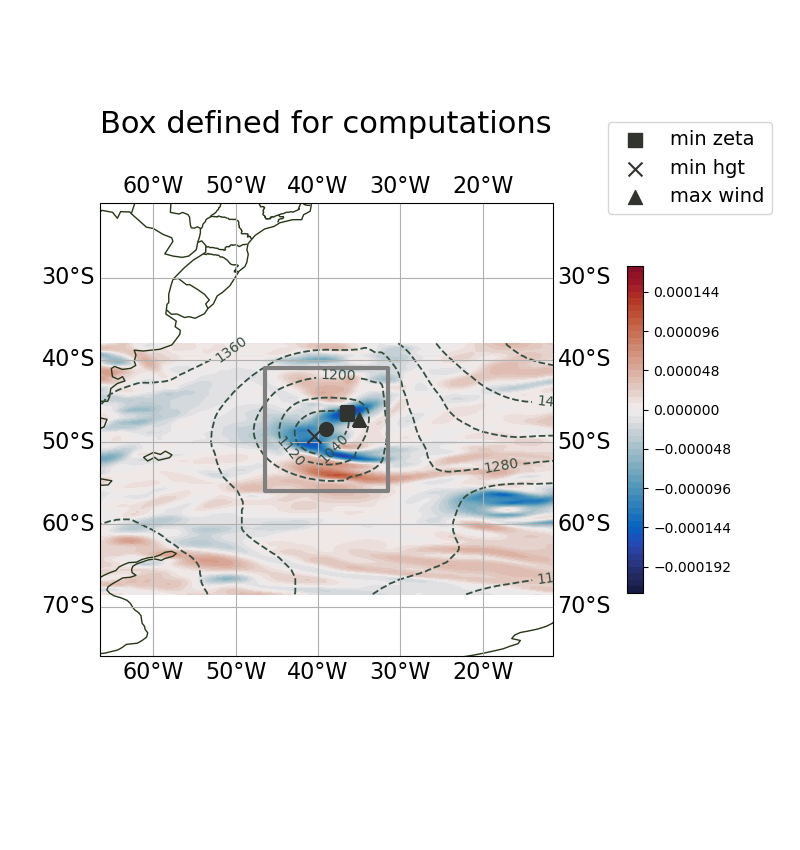 Box defined for computations
min zeta
min hgt
max wind
60°W 50°W 40°W 30°W 20°W
30°S 30°S
40°S 40°S
50°S 50°S
60°S 60°S
70°S 70°S
60°W 50°W 40°W 30°W 20°W
1360
1200
1120
1040
1280
14
11
0.000144
0.000096
0.000048
0.000000
−0.000048
−0.000096
−0.000144
−0.000192